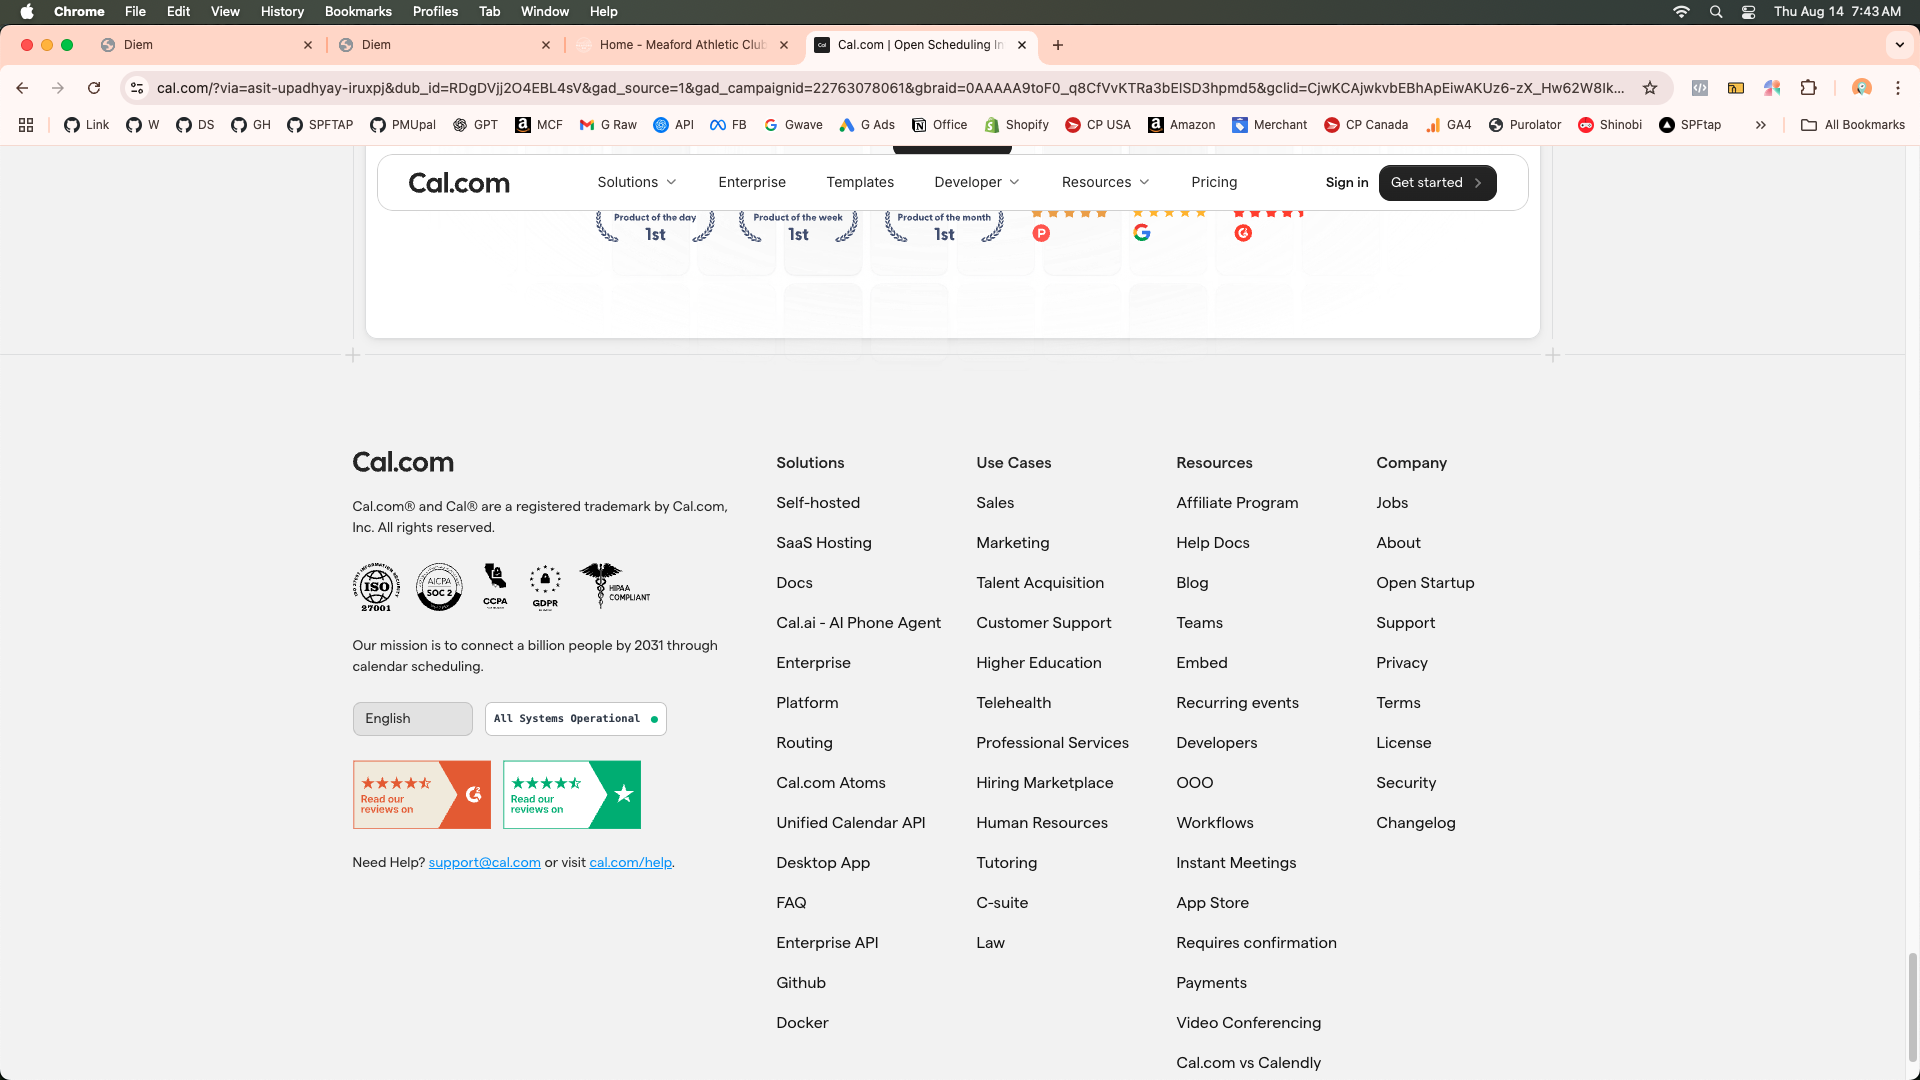 Chrome File Edit View History Bookmarks Profiles Tab Window Help Thu Aug 14 7:43 AM
Diem Diem Home - Meaford Athletic Club Cal.com | Open Scheduling In
cal.com/?via=asit-upadhyay-iruxpj&dub_id=RDgDVjj2O4EBL4sV&gad_source=1&gad_campaignid=22763078061&gbraid=0AAAAA9toF0_q8CfVvKTRa3bElSD3hpmd5&gclid=CjwKCAjwkvbEBhApEiwAKUz6-zX_Hw62W8Ik...
Link W DS GH SPFTAP PMUpal GPT MCF G Raw API FB Gwave G Ads Office Shopify CP USA Amazon Merchant CP Canada GA4 Purolator Shinobi SPFtap » All Bookmarks
Cal.com Solutions Enterprise Templates Developer Resources Pricing Sign in Get started
Product of the day Product of the week Product of the month
1st 1st 1st
Cal.com
Cal.com® and Cal® are a registered trademark by Cal.com,
Inc. All rights reserved.
ISO
27001
AICPA
SOC 2
CCPA
GDPR
HIPAA
COMPLIANT
Our mission is to connect a billion people by 2031 through
calendar scheduling.
English All Systems Operational
Read our
reviews on
Read our
reviews on
Need Help? support@cal.com or visit cal.com/help.
Solutions
Self-hosted
SaaS Hosting
Docs
Cal.ai - AI Phone Agent
Enterprise
Platform
Routing
Cal.com Atoms
Unified Calendar API
Desktop App
FAQ
Enterprise API
Github
Docker
Use Cases
Sales
Marketing
Talent Acquisition
Customer Support
Higher Education
Telehealth
Professional Services
Hiring Marketplace
Human Resources
Tutoring
C-suite
Law
Resources
Affiliate Program
Help Docs
Blog
Teams
Embed
Recurring events
Developers
OOO
Workflows
Instant Meetings
App Store
Requires confirmation
Payments
Video Conferencing
Cal.com vs Calendly
Company
Jobs
About
Open Startup
Support
Privacy
Terms
License
Security
Changelog